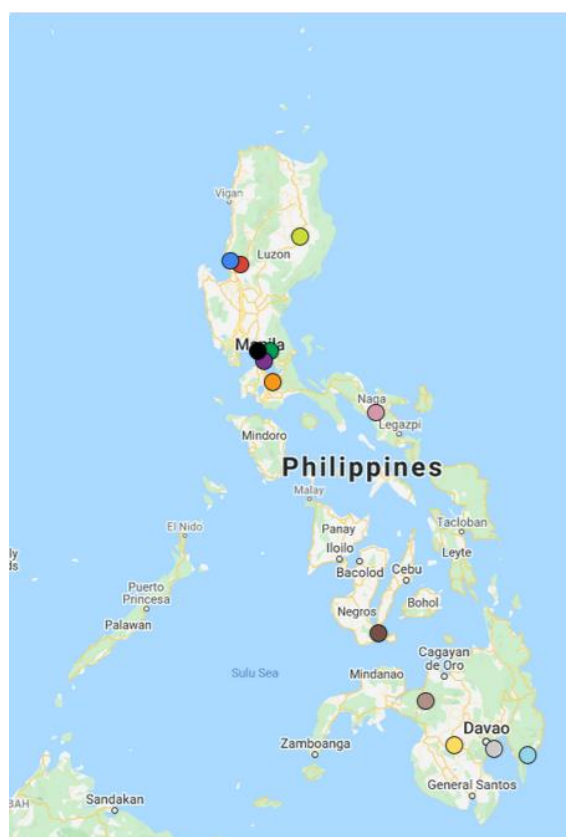 Vigan
Luzon
Manila
Naga
Legazpi
Mindoro
Philippines
Malay
Tacloban
El Nido
Panay
Iloilo
Leyte
Cebu
Bacolod
Puerto
Princesa
Negros
Bohol
Palawan
Cagayan
de Oro
Sulu Sea
Mindanao
Davao
Zamboanga
General Santos
Sandakan